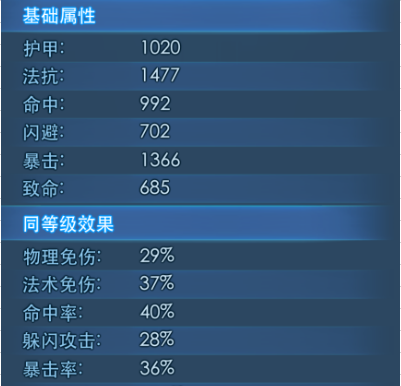 基础属性
护甲: 1020
法抗: 1477
命中: 992
闪避: 702
暴击: 1366
致命: 685
同等级效果
物理免伤: 29%
法术免伤: 37%
命中率: 40%
躲闪攻击: 28%
暴击率: 36%